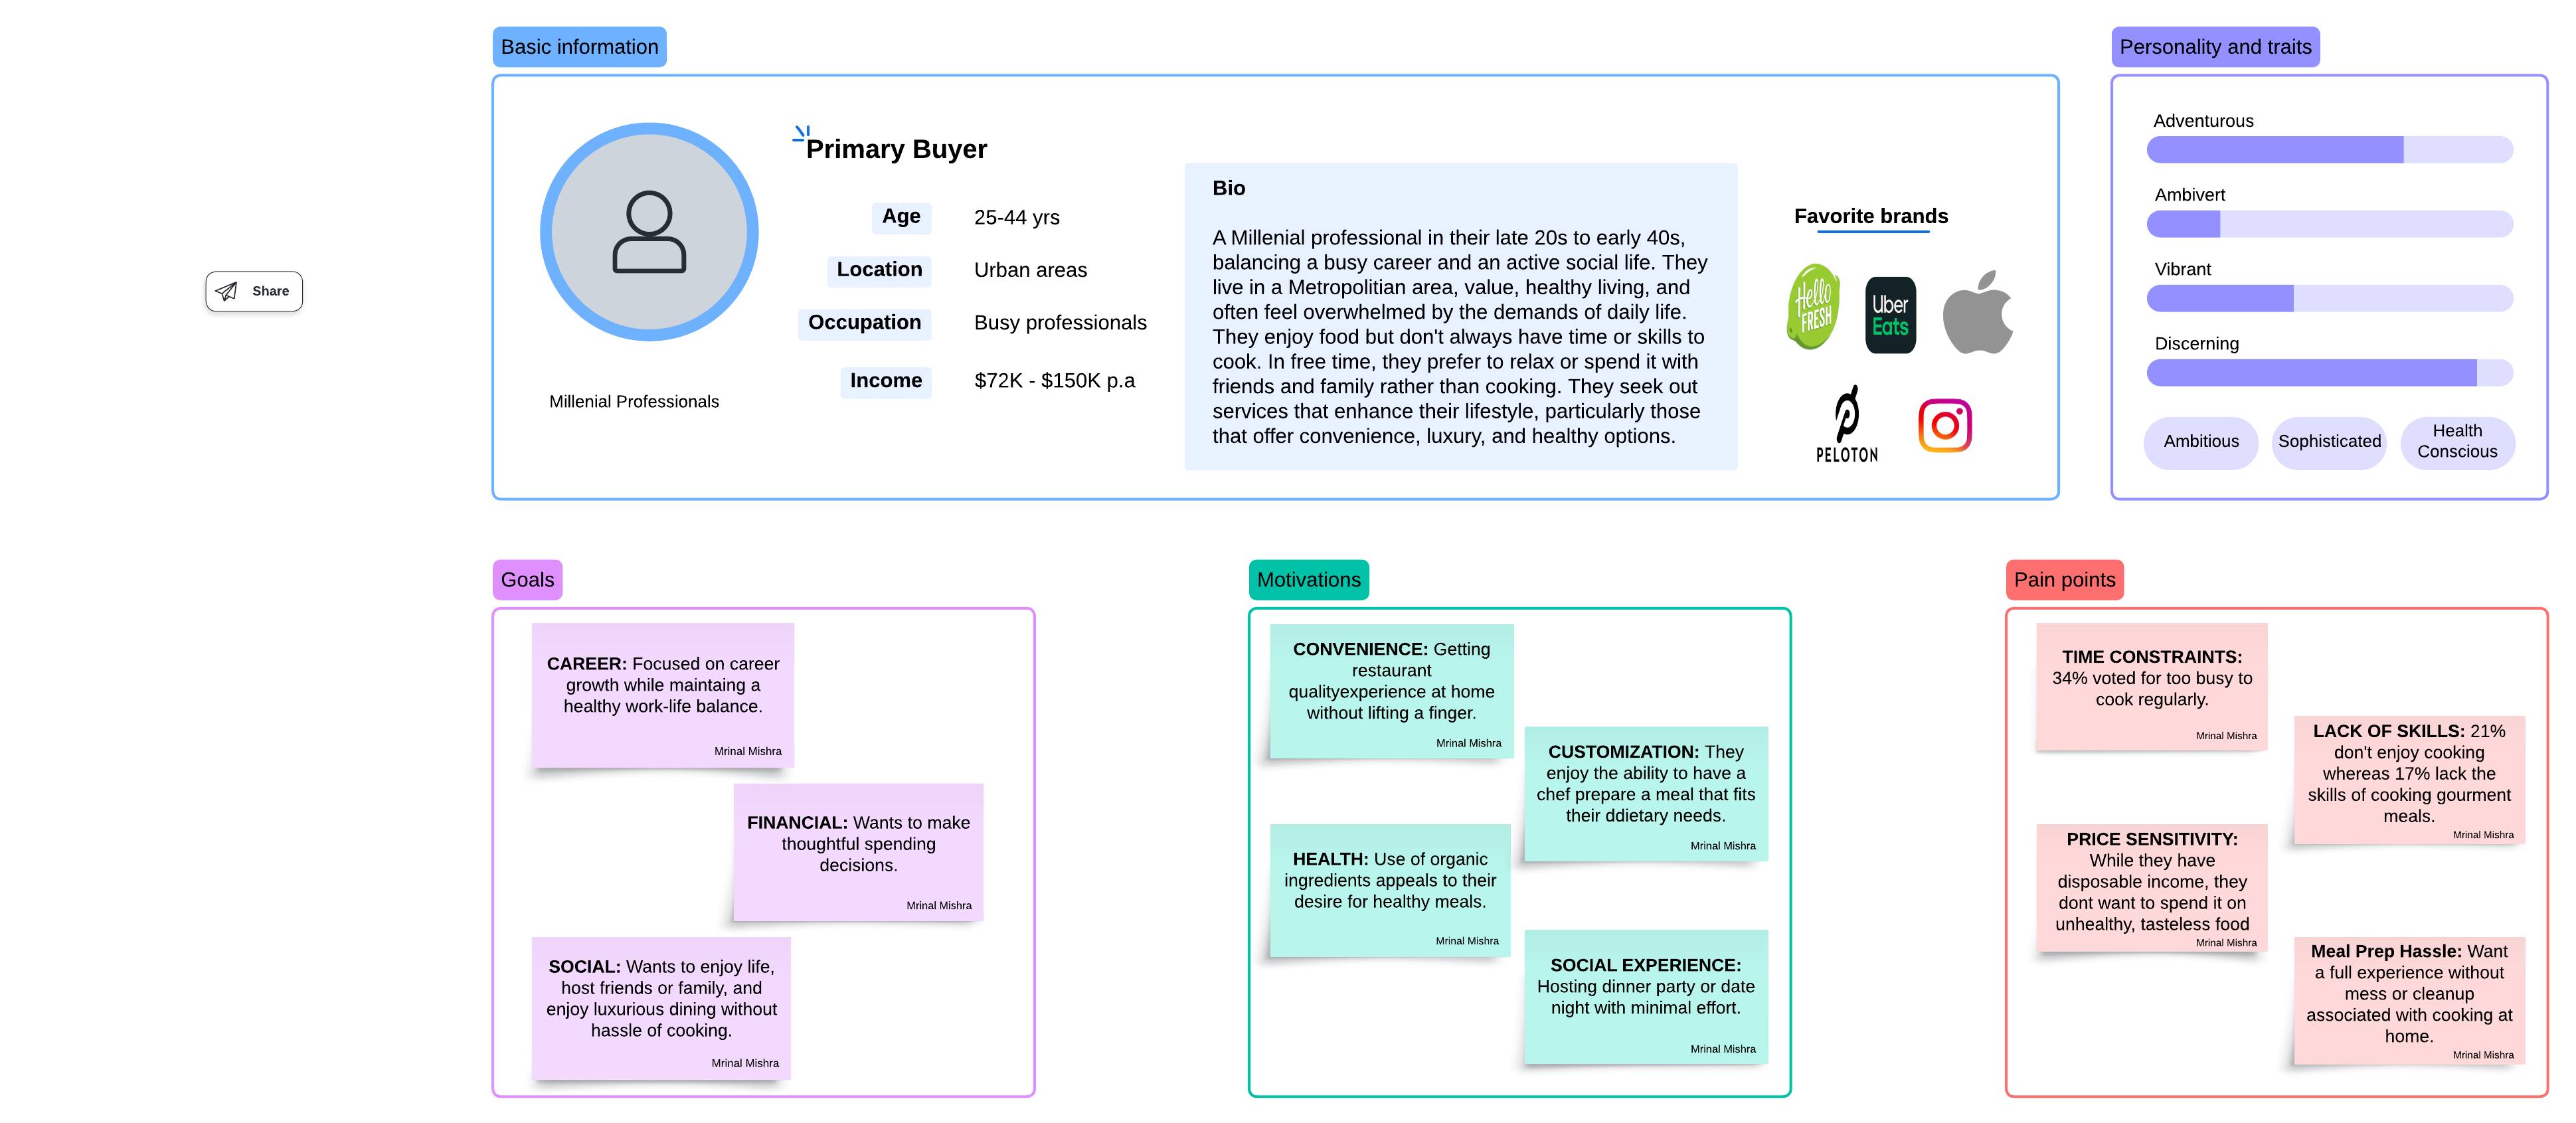 Share
Basic information
Millenial Professionals
Primary Buyer
Age 25-44 yrs
Location Urban areas
Occupation Busy professionals
Income $72K - $150K p.a
Bio
A Millenial professional in their late 20s to early 40s,
balancing a busy career and an active social life. They
live in a Metropolitian area, value, healthy living, and
often feel overwhelmed by the demands of daily life.
They enjoy food but don't always have time or skills to
cook. In free time, they prefer to relax or spend it with
friends and family rather than cooking. They seek out
services that enhance their lifestyle, particularly those
that offer convenience, luxury, and healthy options.
Favorite brands
Hello
FRESH
Uber
Eats
PELOTON
Personality and traits
Adventurous
Ambivert
Vibrant
Discerning
Ambitious
Sophisticated
Health
Conscious
Goals
CAREER: Focused on career
growth while maintaing a
healthy work-life balance.
Mrinal Mishra
FINANCIAL: Wants to make
thoughtful spending
decisions.
Mrinal Mishra
SOCIAL: Wants to enjoy life,
host friends or family, and
enjoy luxurious dining without
hassle of cooking.
Mrinal Mishra
Motivations
CONVENIENCE: Getting
restaurant
qualityexperience at home
without lifting a finger.
Mrinal Mishra
CUSTOMIZATION: They
enjoy the ability to have a
chef prepare a meal that fits
their ddietary needs.
Mrinal Mishra
HEALTH: Use of organic
ingredients appeals to their
desire for healthy meals.
Mrinal Mishra
SOCIAL EXPERIENCE:
Hosting dinner party or date
night with minimal effort.
Mrinal Mishra
Pain points
TIME CONSTRAINTS:
34% voted for too busy to
cook regularly.
Mrinal Mishra
LACK OF SKILLS: 21%
don't enjoy cooking
whereas 17% lack the
skills of cooking gourment
meals.
Mrinal Mishra
PRICE SENSITIVITY:
While they have
disposable income, they
dont want to spend it on
unhealthy, tasteless food
Mrinal Mishra
Meal Prep Hassle: Want
a full experience without
mess or cleanup
associated with cooking at
home.
Mrinal Mishra